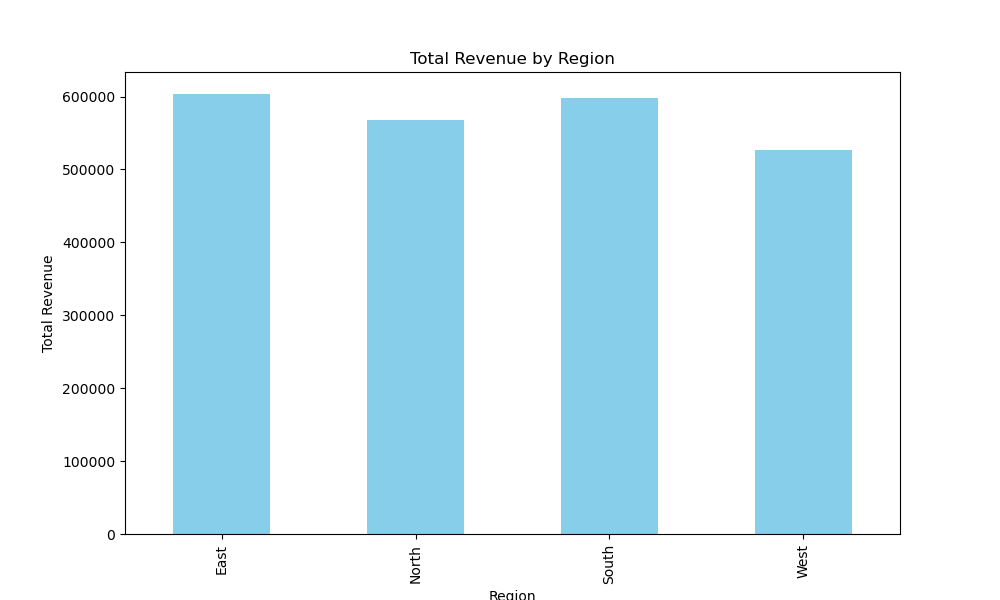 Total Revenue by Region
Total Revenue
600000
500000
400000
300000
200000
100000
0
East
North
South
West
Region